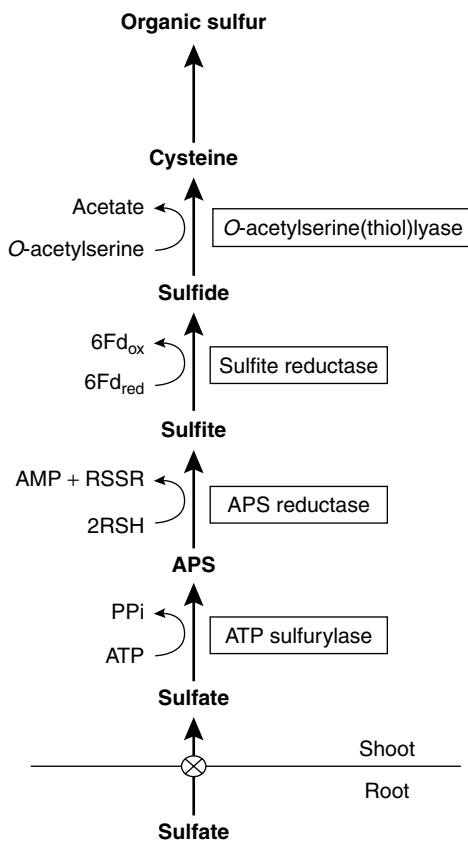 Organic sulfur
Cysteine
Acetate
O-acetylserine
O-acetylserine(thiol)lyase
Sulfide
6Fdox
6Fdred
Sulfite reductase
Sulfite
AMP + RSSR
2RSH
APS reductase
APS
PPi
ATP
ATP sulfurylase
Sulfate
Shoot
Root
Sulfate